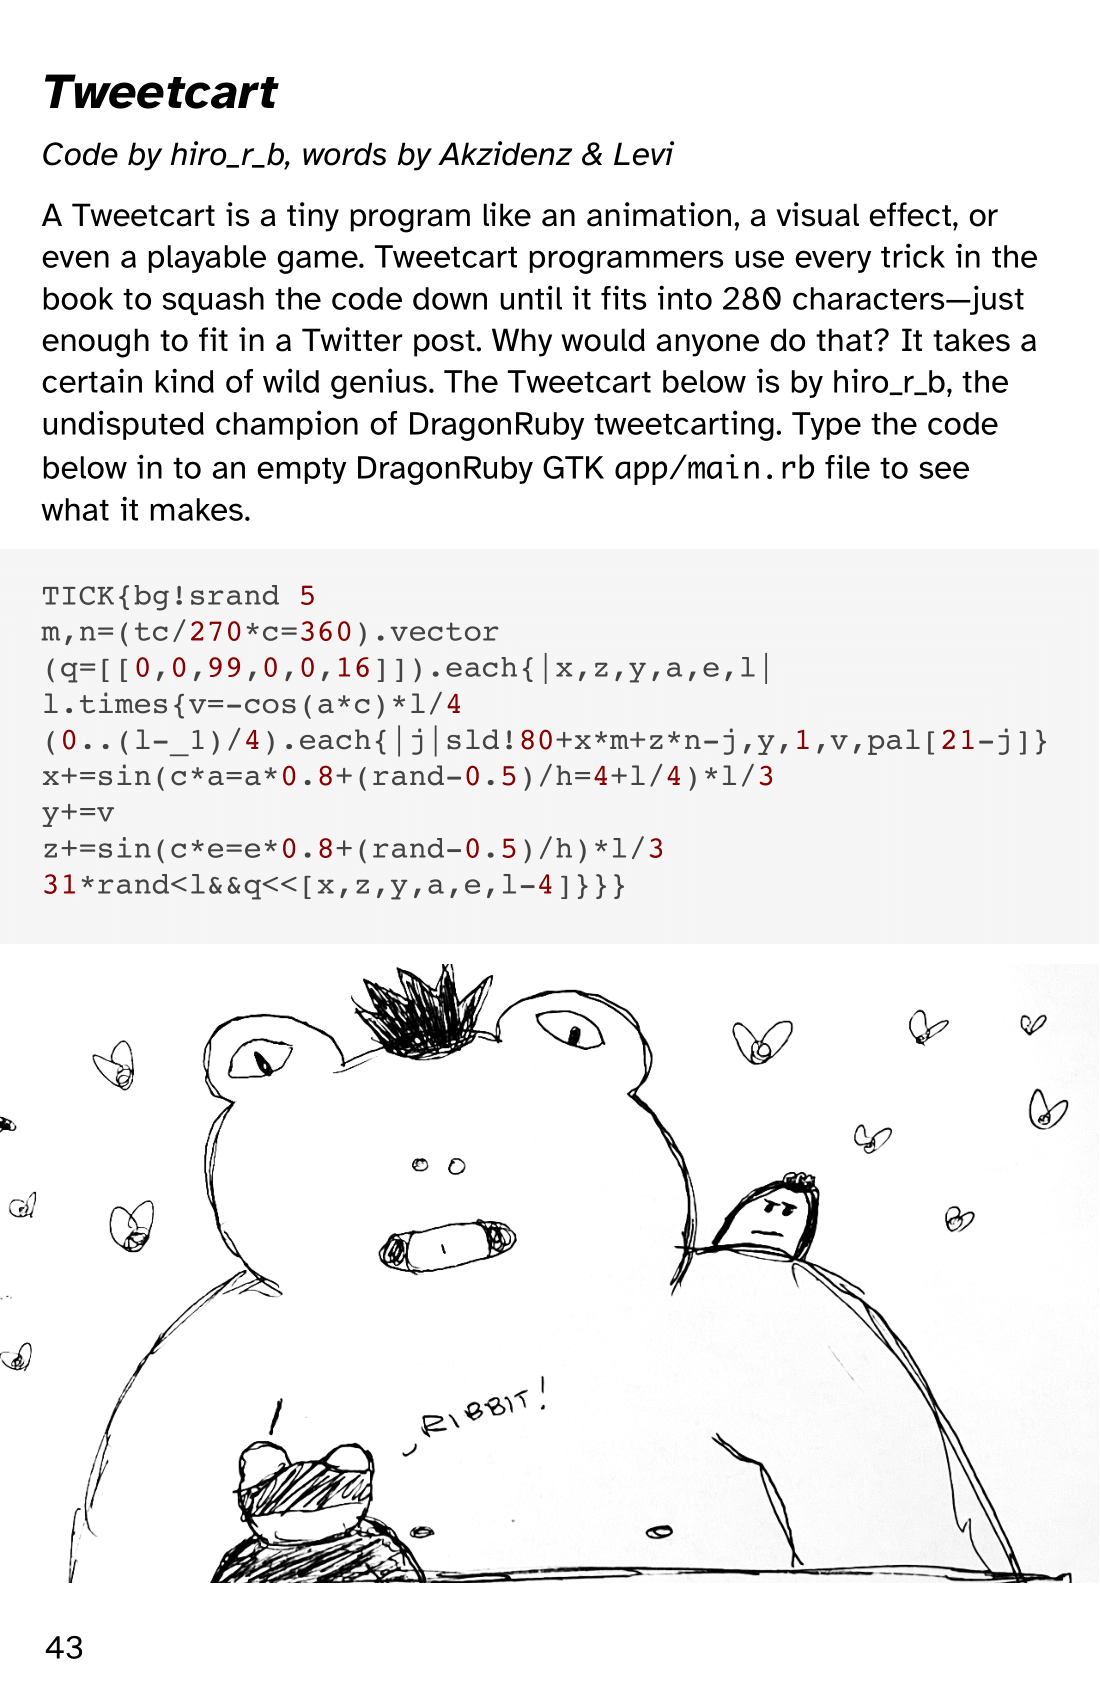 Tweetcart
Code by hiro_r_b, words by Akzidenz & Levi
A Tweetcart is a tiny program like an animation, a visual effect, or
even a playable game. Tweetcart programmers use every trick in the
book to squash the code down until it fits into 280 characters—just
enough to fit in a Twitter post. Why would anyone do that? It takes a
certain kind of wild genius. The Tweetcart below is by hiro_r_b, the
undisputed champion of DragonRuby tweetcarting. Type the code
below in to an empty DragonRuby GTK app/main.rb file to see
what it makes.
TICK{bg!srand 5
m,n=(tc/270*c=360).vector
(q=[[0,0,99,0,0,16]]).each{|x,z,y,a,e,l|
l.times{v=-cos(a*c)*l/4
(0..(l-_1)/4).each{|j|sld!80+x*m+z*n-j,y,1,v,pal[21-j]}
x+=sin(c*a=a*0.8+(rand-0.5)/h=4+l/4)*l/3
y+=v
z+=sin(c*e=e*0.8+(rand-0.5)/h)*l/3
31*rand<l&&q<<[x,z,y,a,e,l-4]}}}
RIBBIT!
43